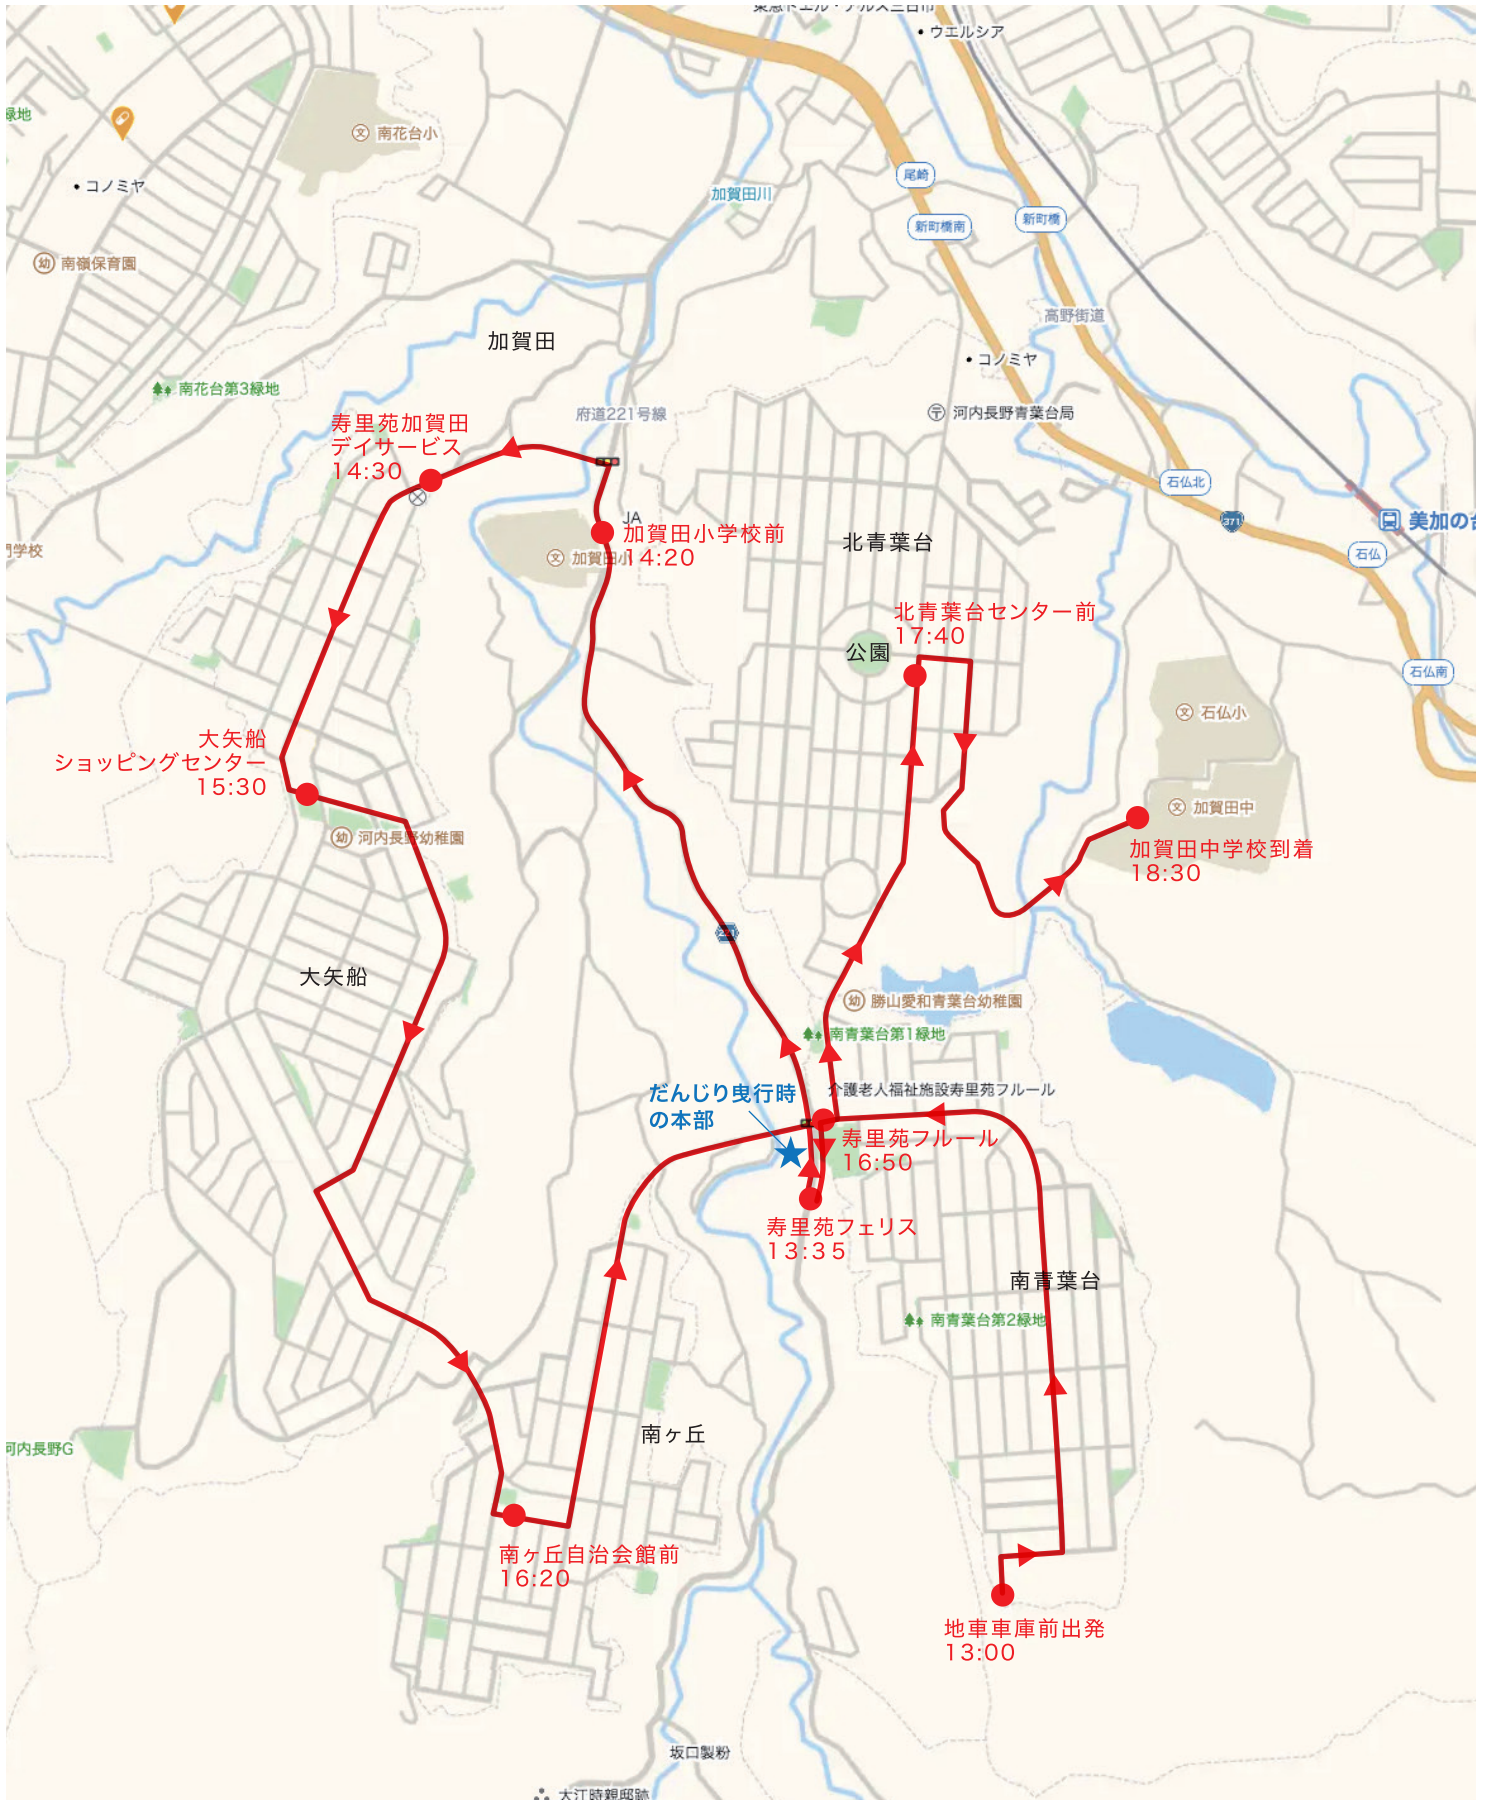 ウエルシア
緑地
南花台小
コノミヤ
尾崎
加賀田川
新町橋南
新町橋
南嶺保育園
高野街道
加賀田
コノミヤ
南花台第3緑地
府道221号線
河内長野青葉台局
寿里苑加賀田
デイサービス
14:30
石仏北
JA
371
美加の台
加賀田小学校前
14:20
加賀田小
北青葉台
石仏
門学校
北青葉台センター前
17:40
公園
石仏南
石仏小
大矢船
ショッピングセンター
15:30
加賀田中
河内長野幼稚園
加賀田中学校到着
18:30
大矢船
勝山愛和青葉台幼稚園
南青葉台第1緑地
だんじり曳行時
の本部
介護老人福祉施設寿里苑フルール
寿里苑フルール
16:50
寿里苑フェリス
13:35
南青葉台
南青葉台第2緑地
南ヶ丘
河内長野G
南ヶ丘自治会館前
16:20
地車車庫前出発
13:00
坂口製粉
大江時親邸跡